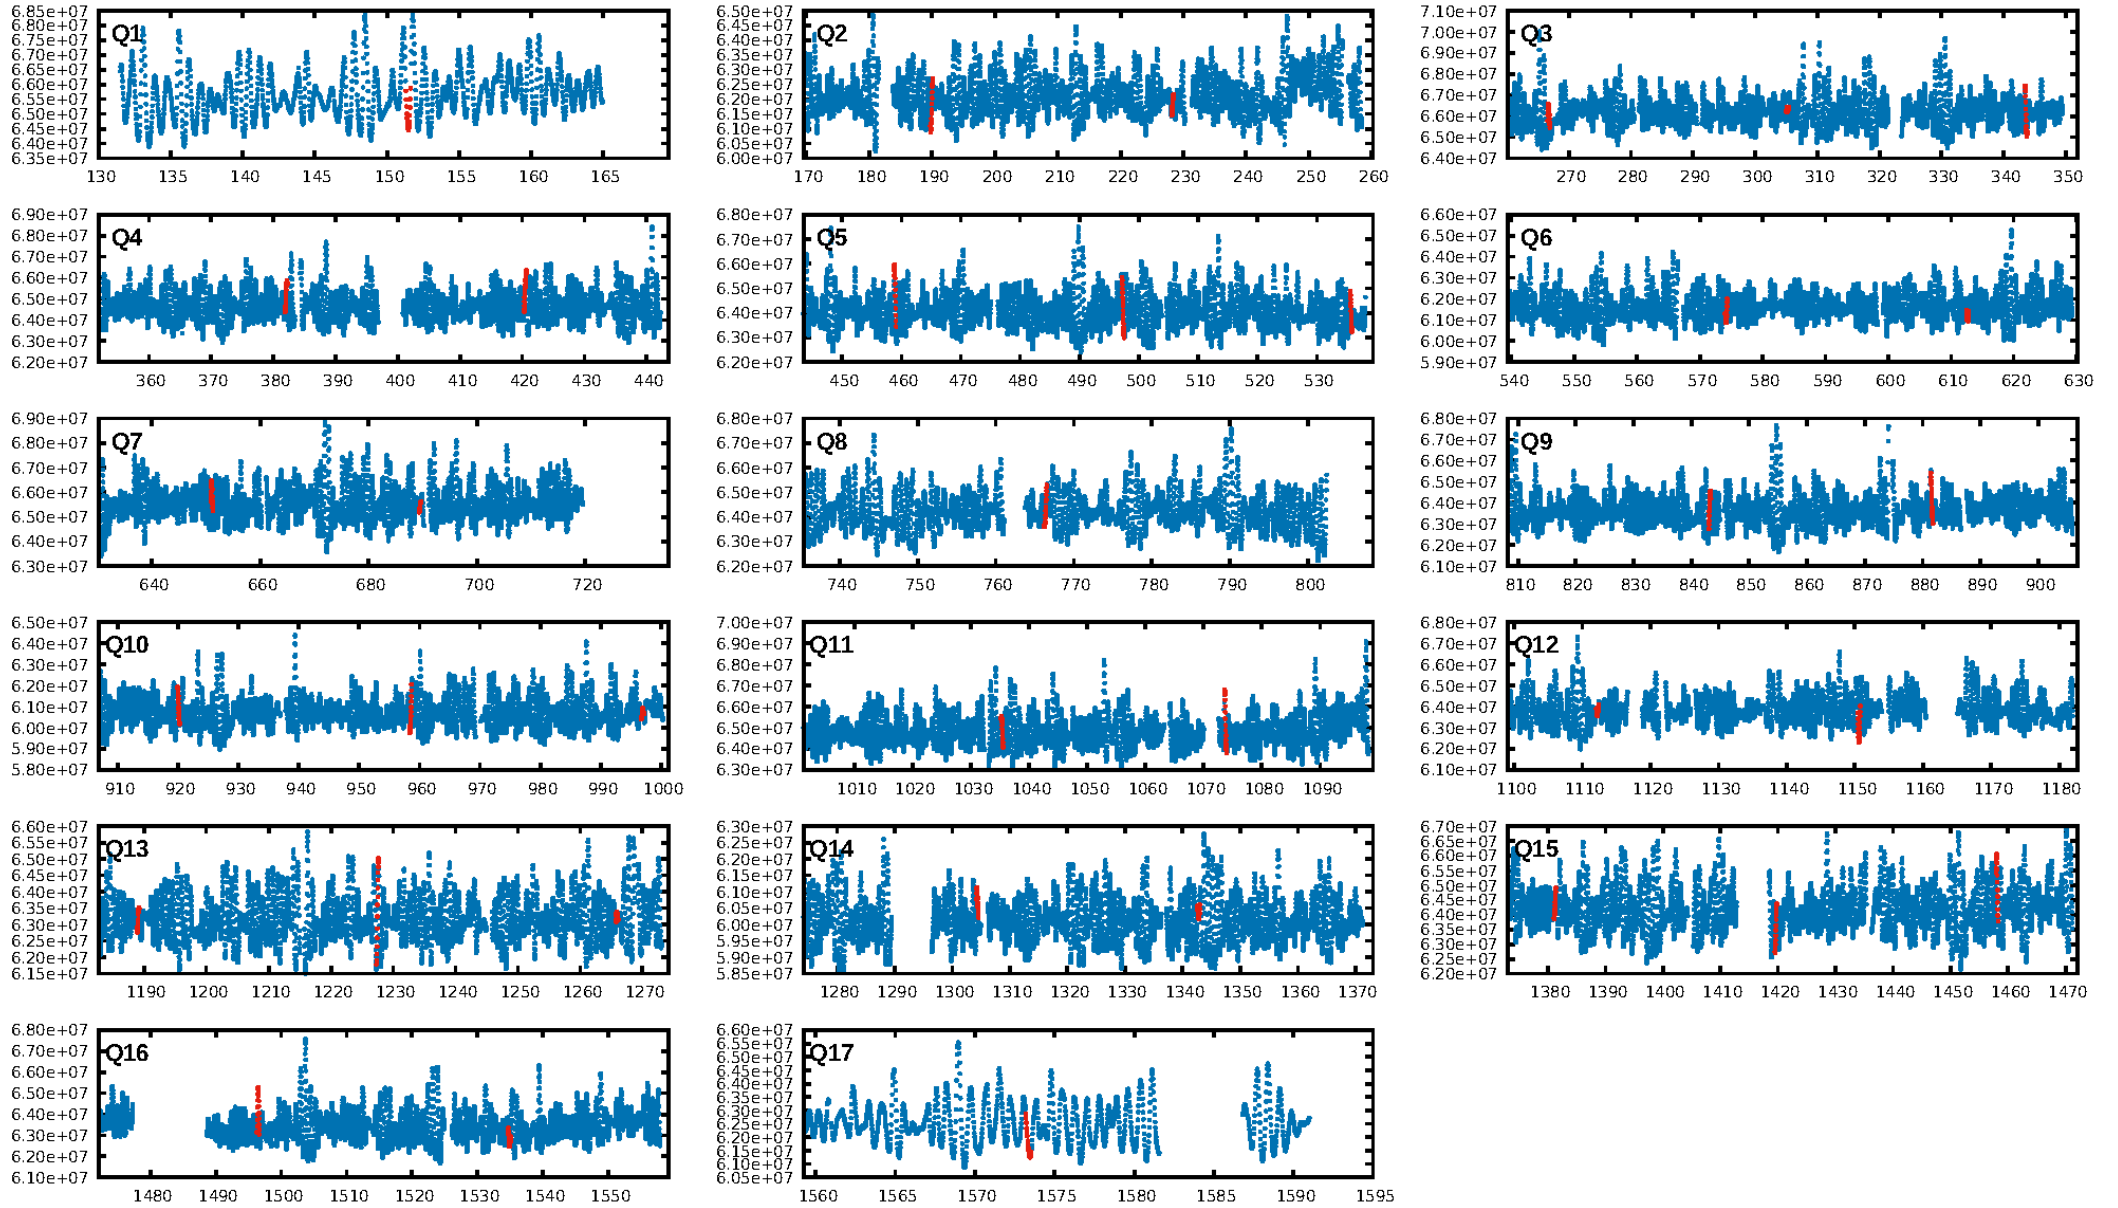 Q1
6.85e+07
6.80e+07
6.75e+07
6.70e+07
6.65e+07
6.60e+07
6.55e+07
6.50e+07
6.45e+07
6.40e+07
6.35e+07
130 135 140 145 150 155 160 165
Q2
6.50e+07
6.45e+07
6.40e+07
6.35e+07
6.30e+07
6.25e+07
6.20e+07
6.15e+07
6.10e+07
6.05e+07
6.00e+07
170 180 190 200 210 220 230 240 250 260
Q3
7.10e+07
7.00e+07
6.90e+07
6.80e+07
6.70e+07
6.60e+07
6.50e+07
6.40e+07
270 280 290 300 310 320 330 340 350
Q4
6.90e+07
6.80e+07
6.70e+07
6.60e+07
6.50e+07
6.40e+07
6.30e+07
6.20e+07
360 370 380 390 400 410 420 430 440
Q5
6.80e+07
6.70e+07
6.60e+07
6.50e+07
6.40e+07
6.30e+07
6.20e+07
450 460 470 480 490 500 510 520 530
Q6
6.60e+07
6.50e+07
6.40e+07
6.30e+07
6.20e+07
6.10e+07
6.00e+07
5.90e+07
540 550 560 570 580 590 600 610 620 630
Q7
6.90e+07
6.80e+07
6.70e+07
6.60e+07
6.50e+07
6.40e+07
6.30e+07
640 660 680 700 720
Q8
6.80e+07
6.70e+07
6.60e+07
6.50e+07
6.40e+07
6.30e+07
6.20e+07
740 750 760 770 780 790 800
Q9
6.80e+07
6.70e+07
6.60e+07
6.50e+07
6.40e+07
6.30e+07
6.20e+07
6.10e+07
810 820 830 840 850 860 870 880 890 900
Q10
6.50e+07
6.40e+07
6.30e+07
6.20e+07
6.10e+07
6.00e+07
5.90e+07
5.80e+07
910 920 930 940 950 960 970 980 990 1000
Q11
7.00e+07
6.90e+07
6.80e+07
6.70e+07
6.60e+07
6.50e+07
6.40e+07
6.30e+07
1010 1020 1030 1040 1050 1060 1070 1080 1090
Q12
6.80e+07
6.70e+07
6.60e+07
6.50e+07
6.40e+07
6.30e+07
6.20e+07
6.10e+07
1100 1110 1120 1130 1140 1150 1160 1170 1180
Q13
6.60e+07
6.55e+07
6.50e+07
6.45e+07
6.40e+07
6.35e+07
6.30e+07
6.25e+07
6.20e+07
6.15e+07
1190 1200 1210 1220 1230 1240 1250 1260 1270
Q14
6.30e+07
6.25e+07
6.20e+07
6.15e+07
6.10e+07
6.05e+07
6.00e+07
5.95e+07
5.90e+07
5.85e+07
1280 1290 1300 1310 1320 1330 1340 1350 1360 1370
Q15
6.70e+07
6.65e+07
6.60e+07
6.55e+07
6.50e+07
6.45e+07
6.40e+07
6.35e+07
6.30e+07
6.25e+07
6.20e+07
1380 1390 1400 1410 1420 1430 1440 1450 1460 1470
Q16
6.80e+07
6.70e+07
6.60e+07
6.50e+07
6.40e+07
6.30e+07
6.20e+07
6.10e+07
1480 1490 1500 1510 1520 1530 1540 1550
Q17
6.60e+07
6.55e+07
6.50e+07
6.45e+07
6.40e+07
6.35e+07
6.30e+07
6.25e+07
6.20e+07
6.15e+07
6.10e+07
6.05e+07
1560 1565 1570 1575 1580 1585 1590 1595